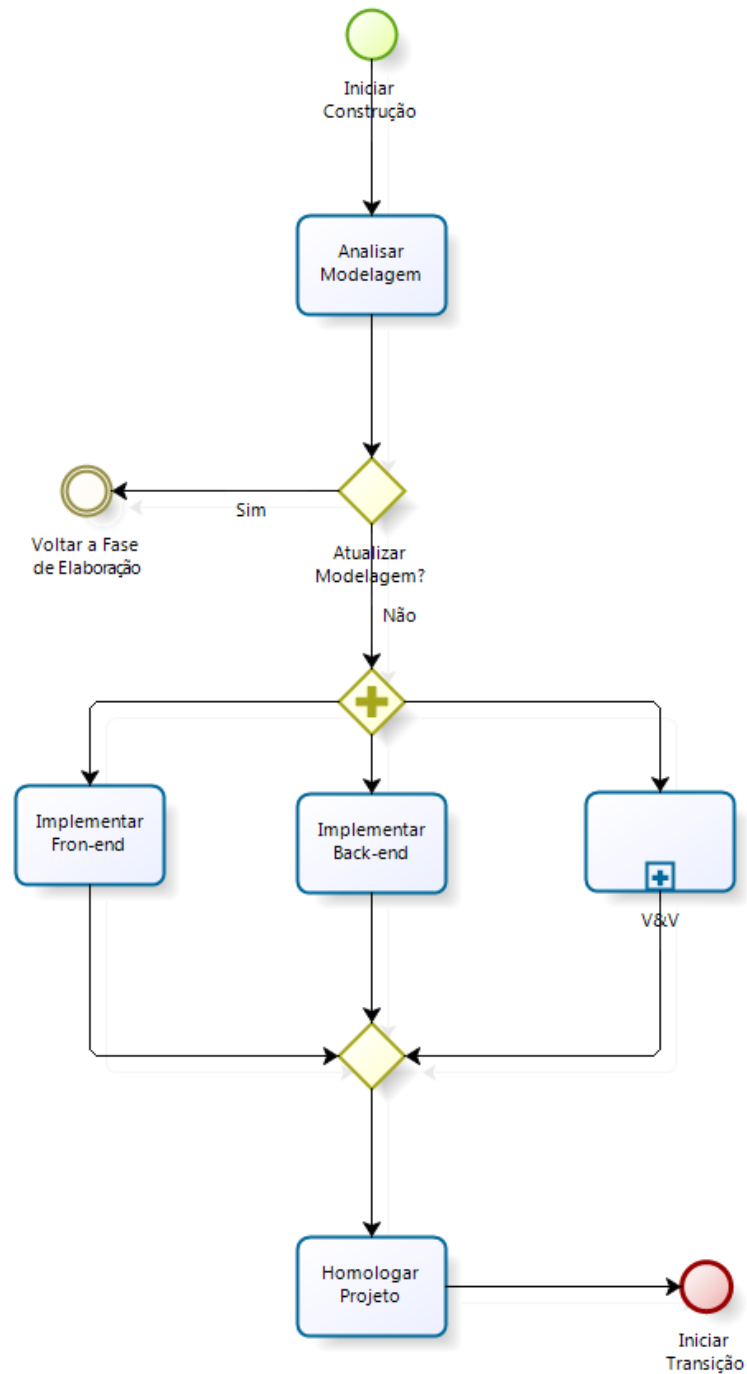 Iniciar
Construção
Analisar
Modelagem
Sim
Voltar a Fase
de Elaboração
Atualizar
Modelagem?
Não
Implementar
Fron-end
Implementar
Back-end
V&V
Homologar
Projeto
Iniciar
Transição